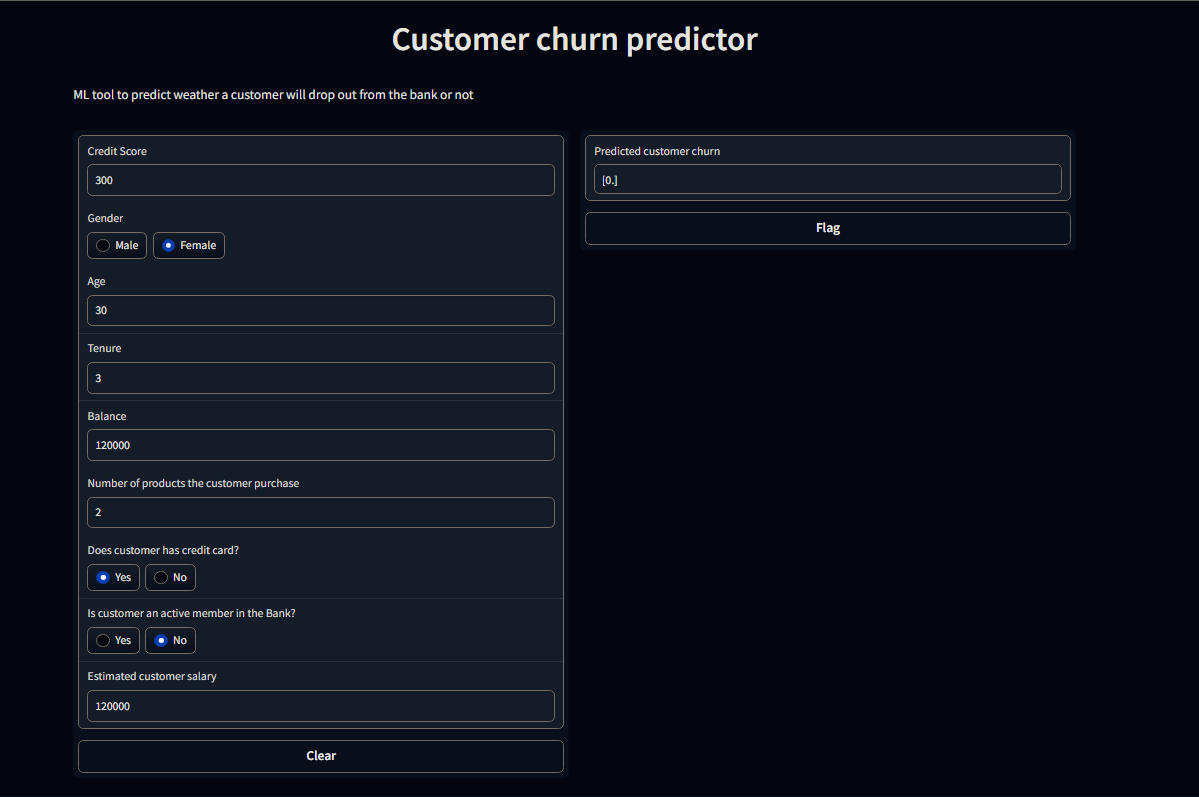 Customer churn predictor
ML tool to predict weather a customer will drop out from the bank or not
Credit Score
300
Gender
Male Female
Age
30
Tenure
3
Balance
120000
Number of products the customer purchase
2
Does customer has credit card?
Yes No
Is customer an active member in the Bank?
Yes No
Estimated customer salary
120000
Clear
Predicted customer churn
[0.]
Flag